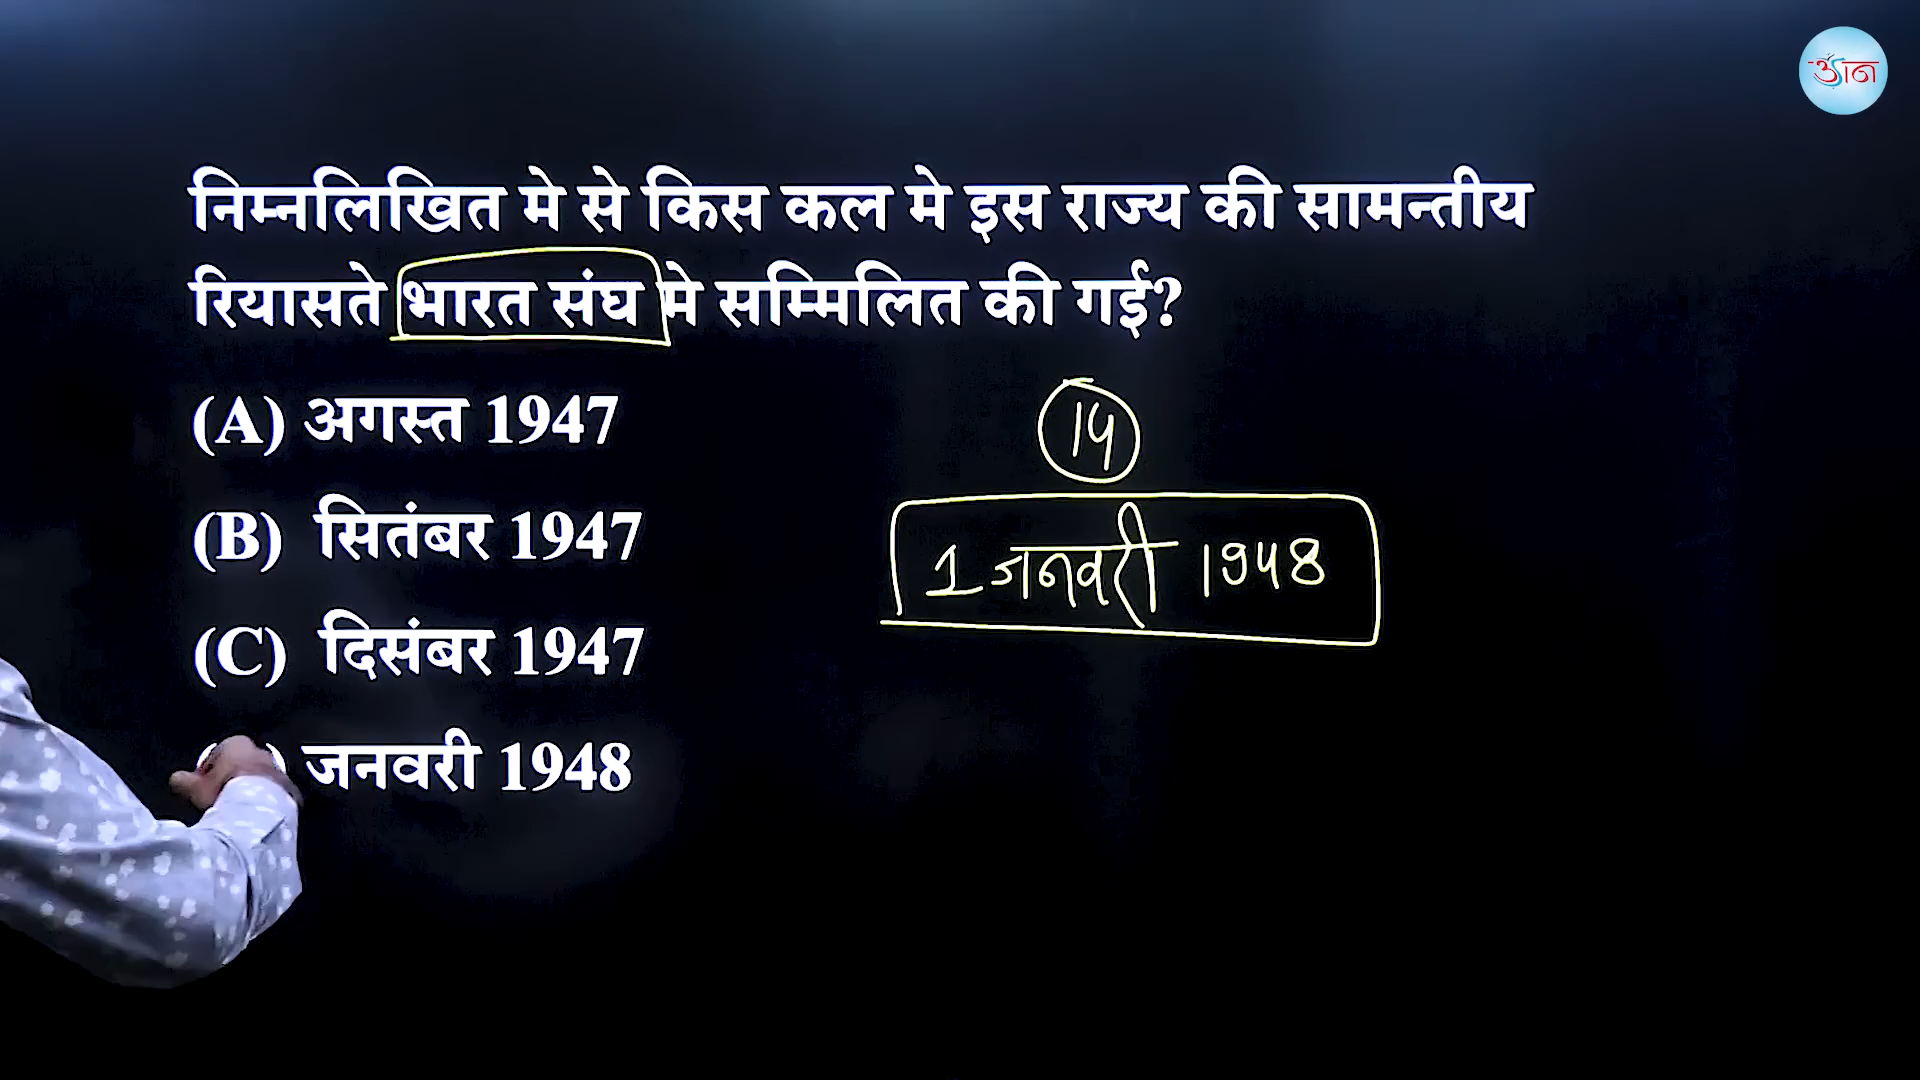 ज्ञान
निम्नलिखित मे से किस कल मे इस राज्य की सामन्तीय
रियासते भारत संघ मे सम्मिलित की गई?
(A) अगस्त 1947
(B) सितंबर 1947
(C) दिसंबर 1947
जनवरी 1948
14
1 जनवरी 1948